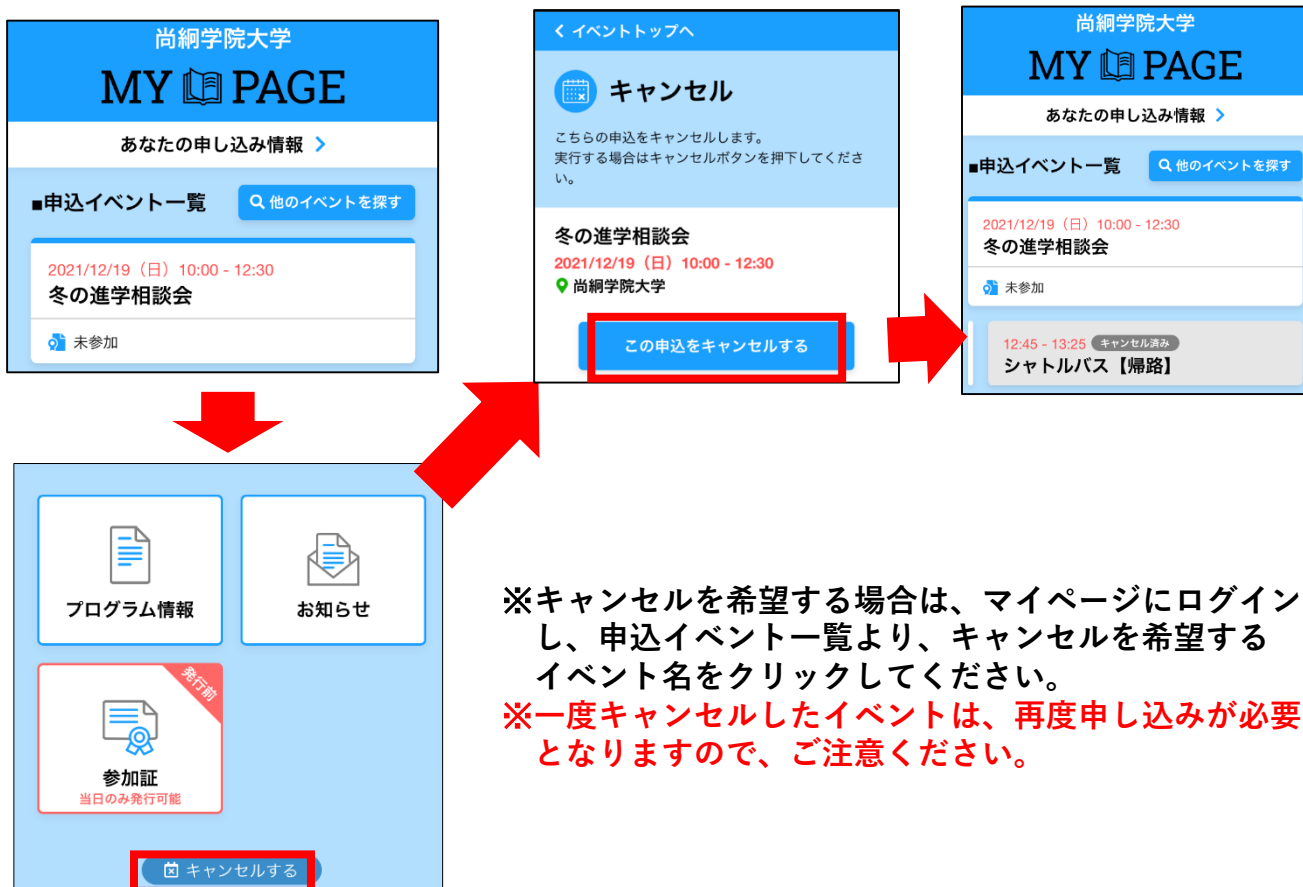 尚絅学院大学
MY PAGE
あなたの申し込み情報
■申込イベント一覧
他のイベントを探す
2021/12/19（日）10:00 - 12:30
冬の進学相談会
未参加
プログラム情報
お知らせ
発行前
参加証
当日のみ発行可能
キャンセルする
イベントトップへ
キャンセル
こちらの申込をキャンセルします。
実行する場合はキャンセルボタンを押下してくださ
い。
冬の進学相談会
2021/12/19（日）10:00 - 12:30
尚絅学院大学
この申込をキャンセルする
尚絅学院大学
MY PAGE
あなたの申し込み情報
■申込イベント一覧
他のイベントを探す
2021/12/19（日）10:00 - 12:30
冬の進学相談会
未参加
12:45 - 13:25 キャンセル済み
シャトルバス【帰路】
※キャンセルを希望する場合は、マイページにログイン
し、申込イベント一覧より、キャンセルを希望する
イベント名をクリックしてください。
※一度キャンセルしたイベントは、再度申し込みが必要
となりますので、ご注意ください。